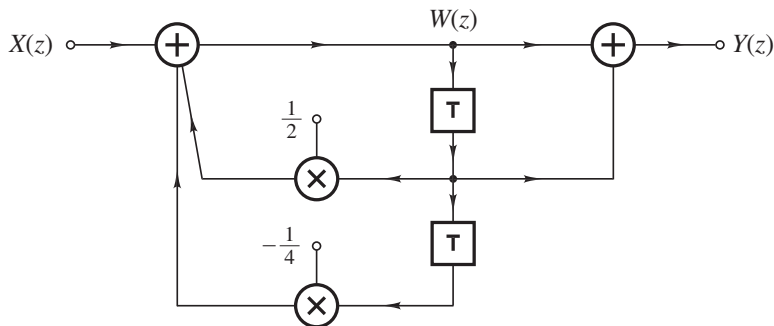 W(z)
X(z)
+
+
Y(z)
T
1/2
×
T
-1/4
×